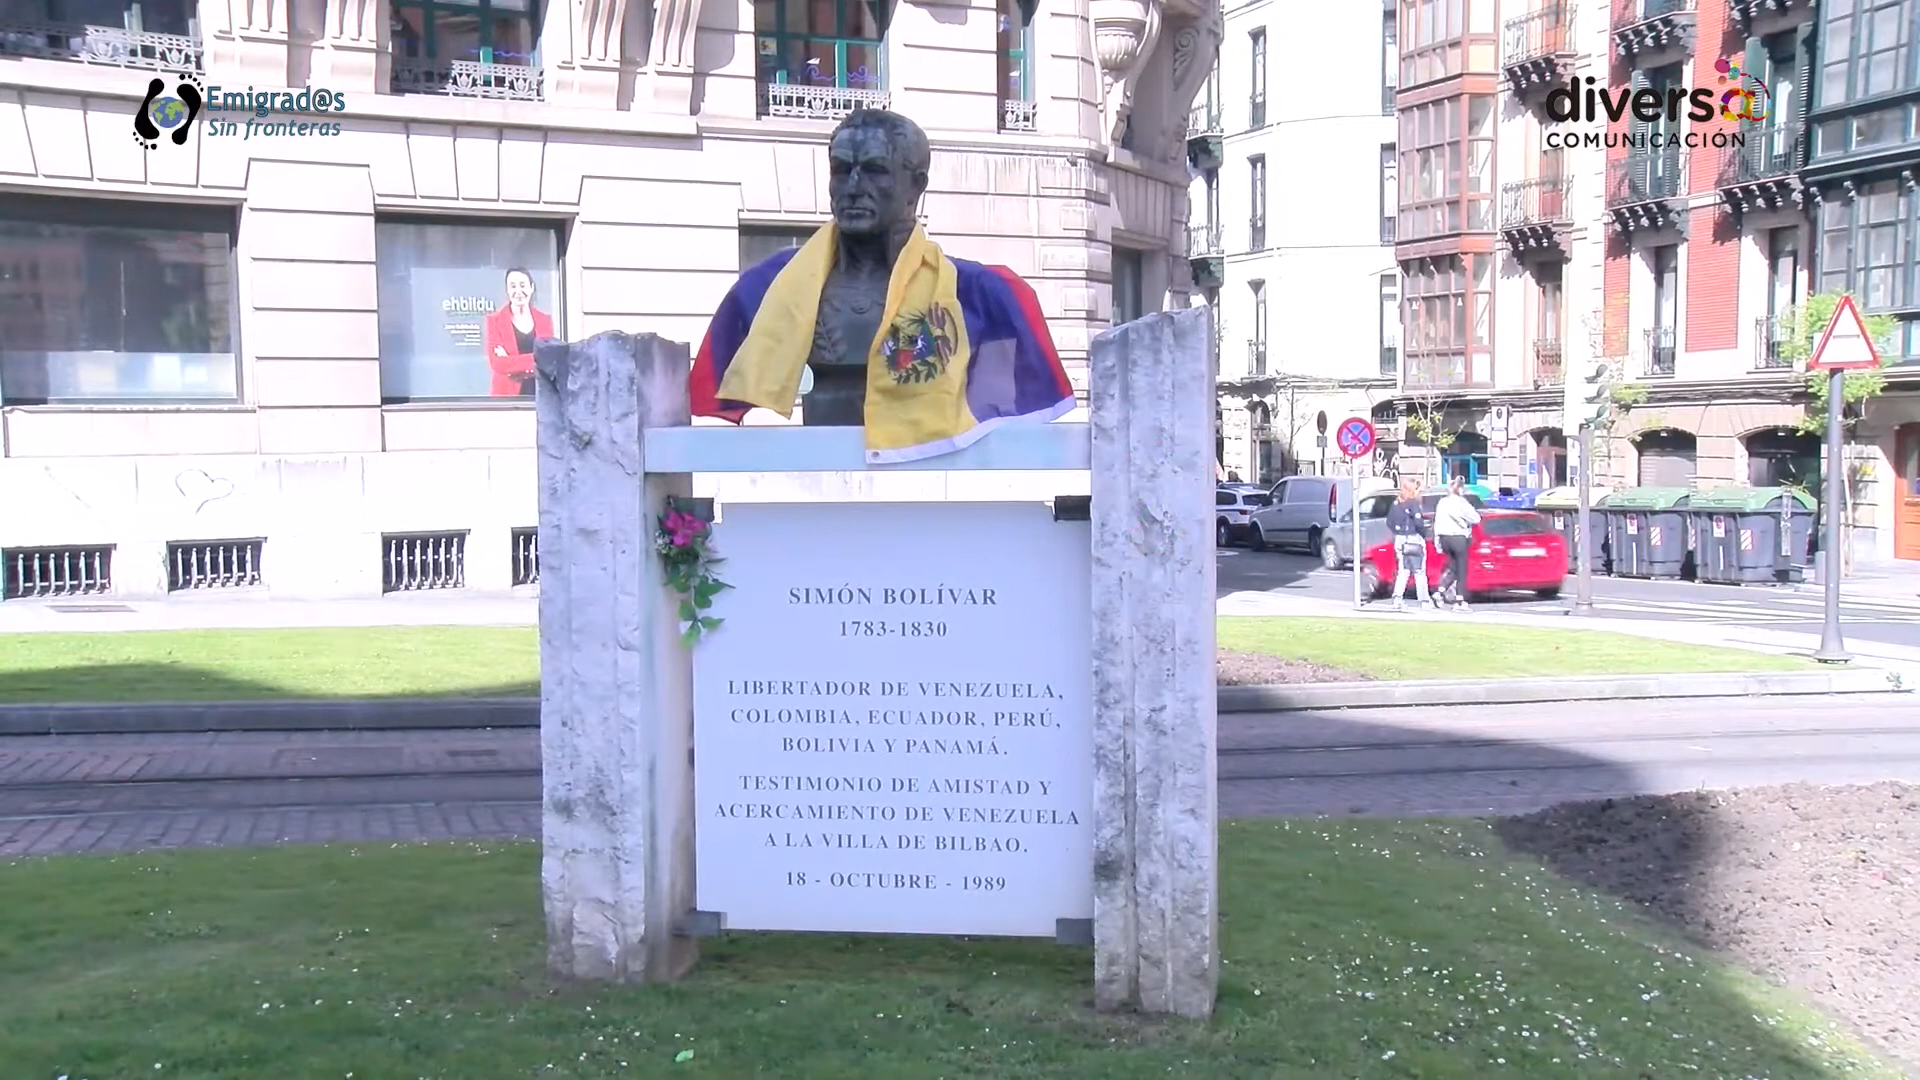 Emigrad@s
Sin fronteras
diversa
COMUNICACIÓN
ehbildu
SIMÓN BOLÍVAR
1783-1830
LIBERTADOR DE VENEZUELA,
COLOMBIA, ECUADOR, PERÚ,
BOLIVIA Y PANAMÁ.
TESTIMONIO DE AMISTAD Y
ACERCAMIENTO DE VENEZUELA
A LA VILLA DE BILBAO.
18 - OCTUBRE - 1989